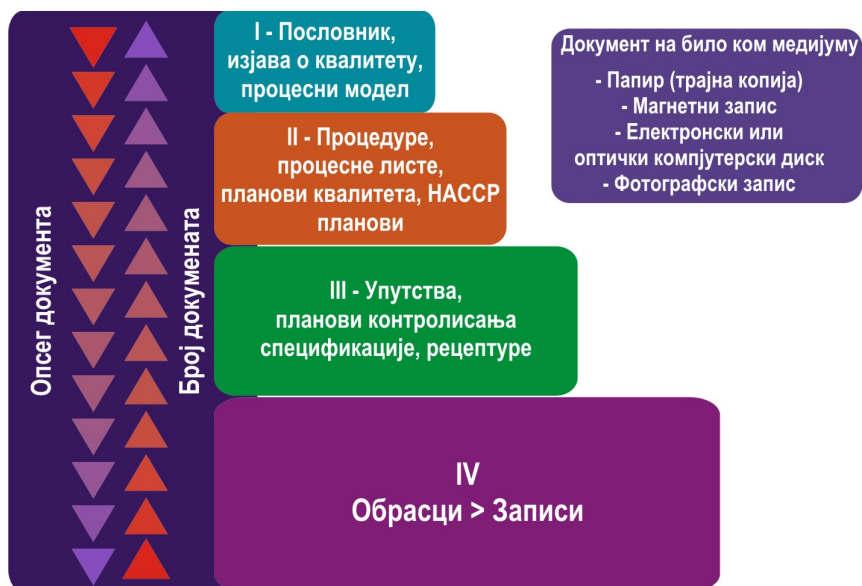 Опсег документа
Број докумената
I - Пословник,
изјава о квалитету,
процесни модел
II - Процедуре,
процесне листе,
планови квалитета, НАССР
планови
III - Упутства,
планови контролисања
спецификације, рецептуре
IV
Обрасци > Записи
Документ на било ком медијуму
- Папир (трајна копија)
- Магнетни запис
- Електронски или
оптички компјутерски диск
- Фотографски запис